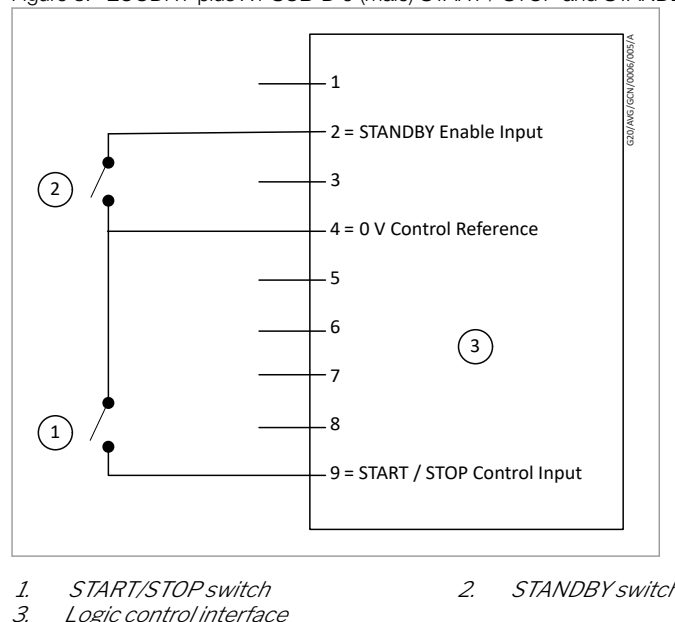 G20/AVG/GCN/0006/005/A
1
2 = STANDBY Enable Input
2
3
4 = 0 V Control Reference
5
6
3
7
8
1
9 = START / STOP Control Input
1. START/STOP switch 2. STANDBY switch
3. Logic control interface